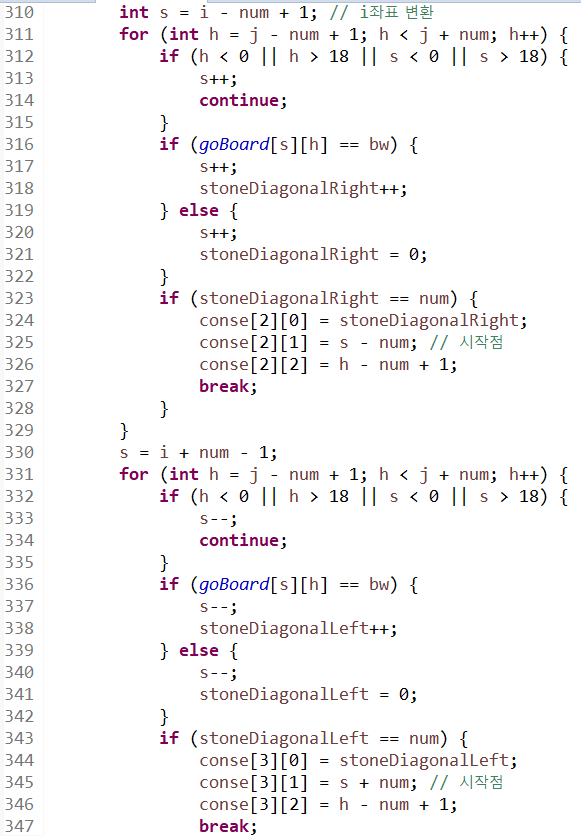 310 int s = i - num + 1; // i좌표 변환
311 for (int h = j - num + 1; h < j + num; h++) {
312 if (h < 0 || h > 18 || s < 0 || s > 18) {
313 s++;
314 continue;
315 }
316 if (goBoard[s][h] == bw) {
317 s++;
318 stoneDiagonalRight++;
319 } else {
320 s++;
321 stoneDiagonalRight = 0;
322 }
323 if (stoneDiagonalRight == num) {
324 conse[2][0] = stoneDiagonalRight;
325 conse[2][1] = s - num; // 시작점
326 conse[2][2] = h - num + 1;
327 break;
328 }
329 }
330 s = i + num - 1;
331 for (int h = j - num + 1; h < j + num; h++) {
332 if (h < 0 || h > 18 || s < 0 || s > 18) {
333 s--;
334 continue;
335 }
336 if (goBoard[s][h] == bw) {
337 s--;
338 stoneDiagonalLeft++;
339 } else {
340 s--;
341 stoneDiagonalLeft = 0;
342 }
343 if (stoneDiagonalLeft == num) {
344 conse[3][0] = stoneDiagonalLeft;
345 conse[3][1] = s + num; // 시작점
346 conse[3][2] = h - num + 1;
347 break;